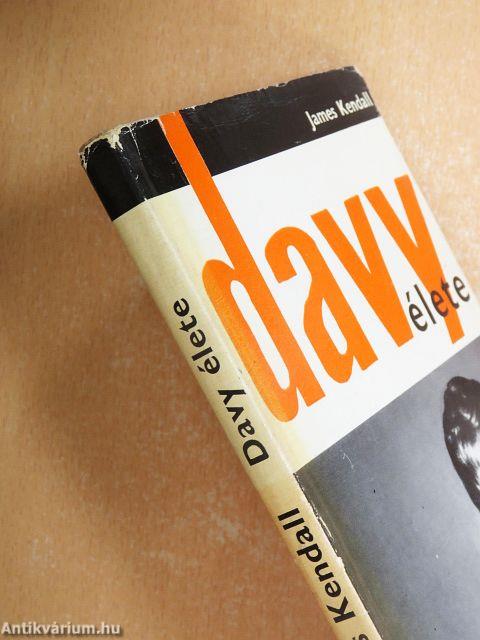 James Kendall
davy
élete
Davy élete
Kendall
Antikvárium.hu